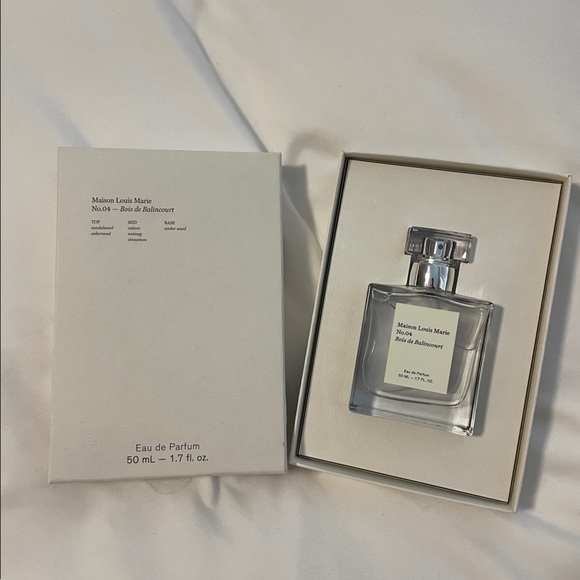 Maison Louis Marie
No.04 — Bois de Balincourt
TOP MID BASE
sandalwood vetiver amber wood
cedarwood nutmeg
cinnamon
Eau de Parfum
50 mL — 1.7 fl. oz.
Maison Louis Marie
No.04
Bois de Balincourt
Eau de Parfum
50 ML — 1.7 FL. OZ.